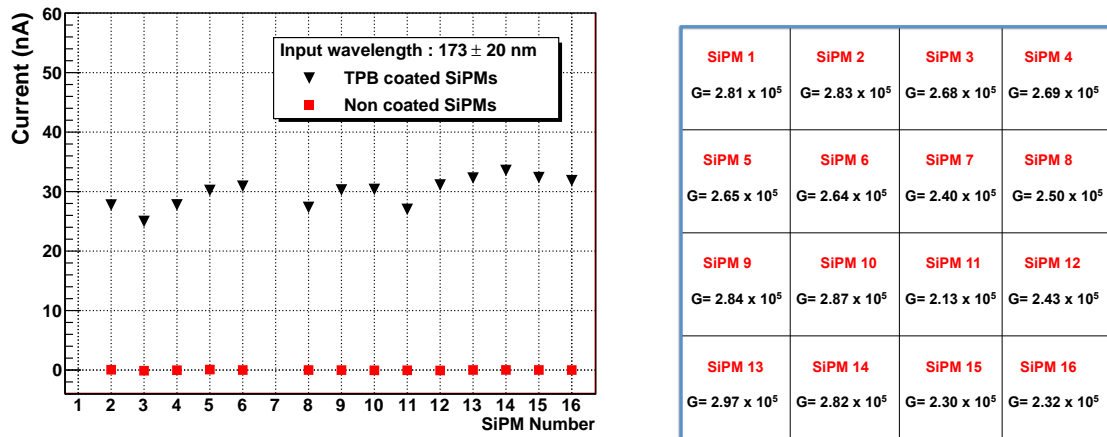 Current (nA)
60
50
40
30
20
10
0
Input wavelength : 173 ± 20 nm
TPB coated SiPMs
Non coated SiPMs
1 2 3 4 5 6 7 8 9 10 11 12 13 14 15 16
SiPM Number
SiPM 1 SiPM 2 SiPM 3 SiPM 4
G= 2.81 x 10⁵ G= 2.83 x 10⁵ G= 2.68 x 10⁵ G= 2.69 x 10⁵
SiPM 5 SiPM 6 SiPM 7 SiPM 8
G= 2.65 x 10⁵ G= 2.64 x 10⁵ G= 2.40 x 10⁵ G= 2.50 x 10⁵
SiPM 9 SiPM 10 SiPM 11 SiPM 12
G= 2.84 x 10⁵ G= 2.87 x 10⁵ G= 2.13 x 10⁵ G= 2.43 x 10⁵
SiPM 13 SiPM 14 SiPM 15 SiPM 16
G= 2.97 x 10⁵ G= 2.82 x 10⁵ G= 2.30 x 10⁵ G= 2.32 x 10⁵